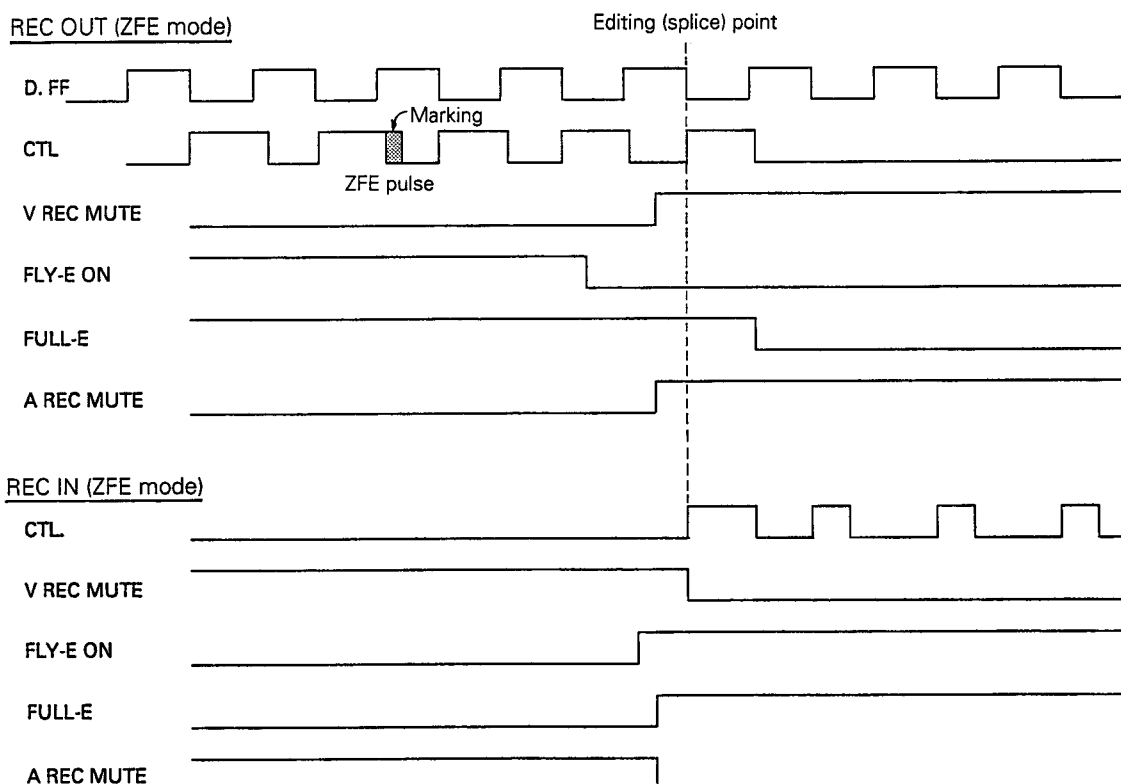 REC OUT (ZFE mode)
Editing (splice) point
D. FF
Marking
CTL
ZFE pulse
V REC MUTE
FLY-E ON
FULL-E
A REC MUTE
REC IN (ZFE mode)
CTL.
V REC MUTE
FLY-E ON
FULL-E
A REC MUTE